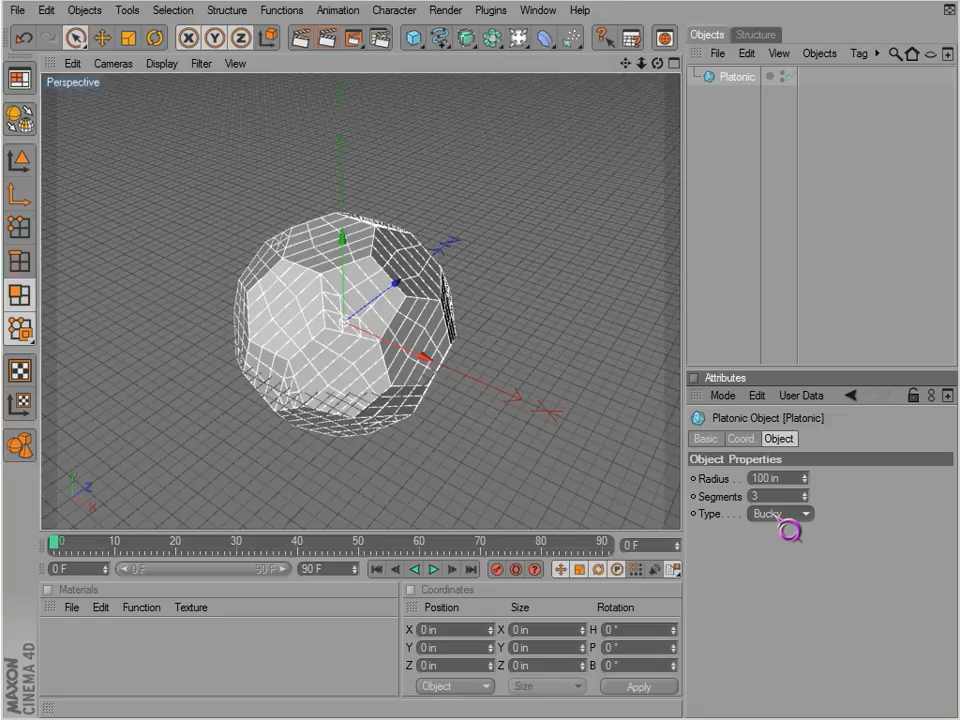 File Edit Objects Tools Selection Structure Functions Animation Character Render Plugins Window Help
Objects Structure
Edit Cameras Display Filter View
File Edit View Objects Tag
Perspective
Platonic
Y
X
Z
Y
Z
X
Attributes
Mode Edit User Data
Platonic Object [Platonic]
Basic Coord Object
Object Properties
Radius . . 100 in
Segments 3
Type. . . . Bucky
0 10 20 30 40 50 60 70 80 90 0 F
0 F 0 F 90 F 90 F
Materials
File Edit Function Texture
Coordinates
Position Size Rotation
X 0 in X 0 in H 0 °
Y 0 in Y 0 in P 0 °
Z 0 in Z 0 in B 0 °
Object Size Apply
MAXON
CINEMA 4D